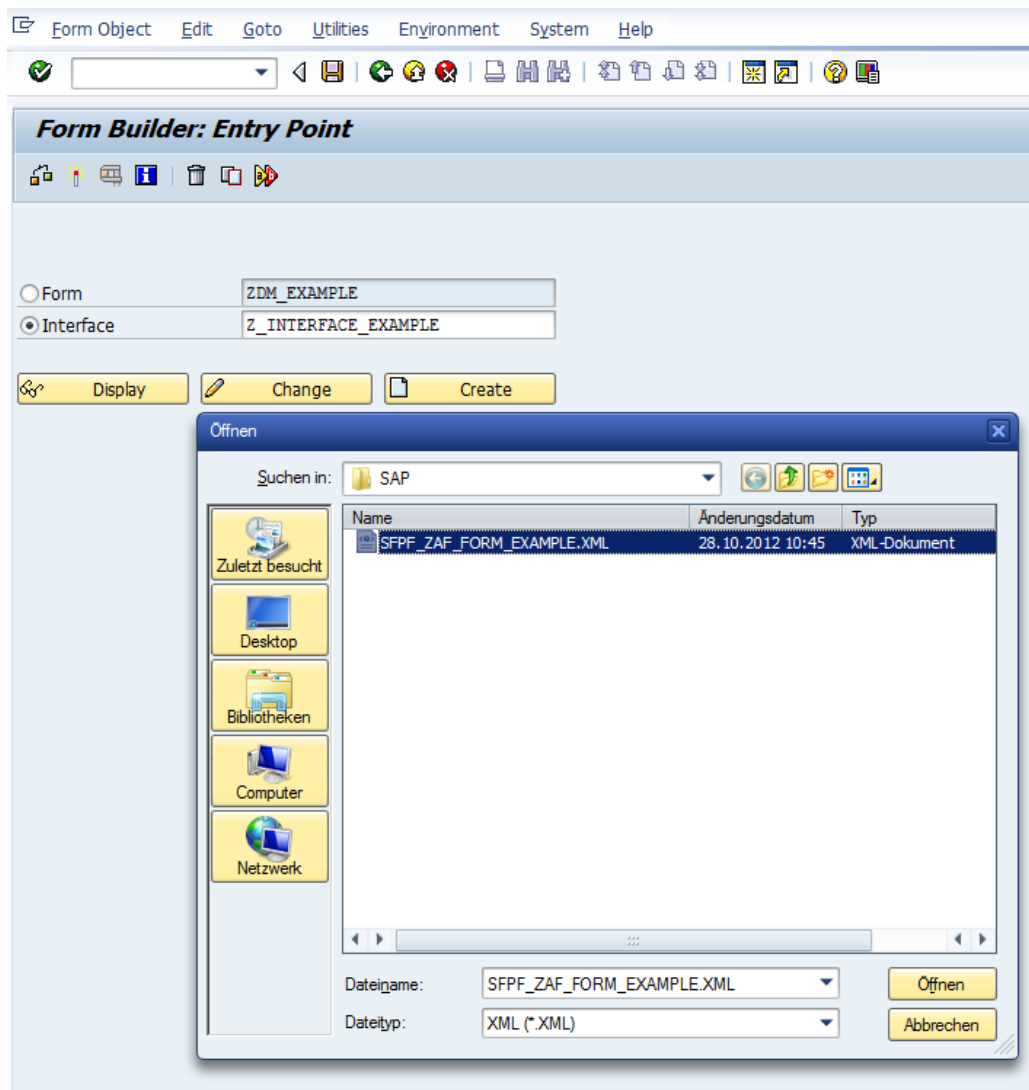 Form Object Edit Goto Utilities Environment System Help
Form Builder: Entry Point
Form ZDM_EXAMPLE
Interface Z_INTERFACE_EXAMPLE
Display Change Create
Öffnen
Suchen in: SAP
Name Änderungsdatum Typ
SFPF_ZAF_FORM_EXAMPLE.XML 28.10.2012 10:45 XML-Dokument
Zuletzt besucht
Desktop
Bibliotheken
Computer
Netzwerk
Dateiname: SFPF_ZAF_FORM_EXAMPLE.XML Öffnen
Dateityp: XML (*.XML) Abbrechen